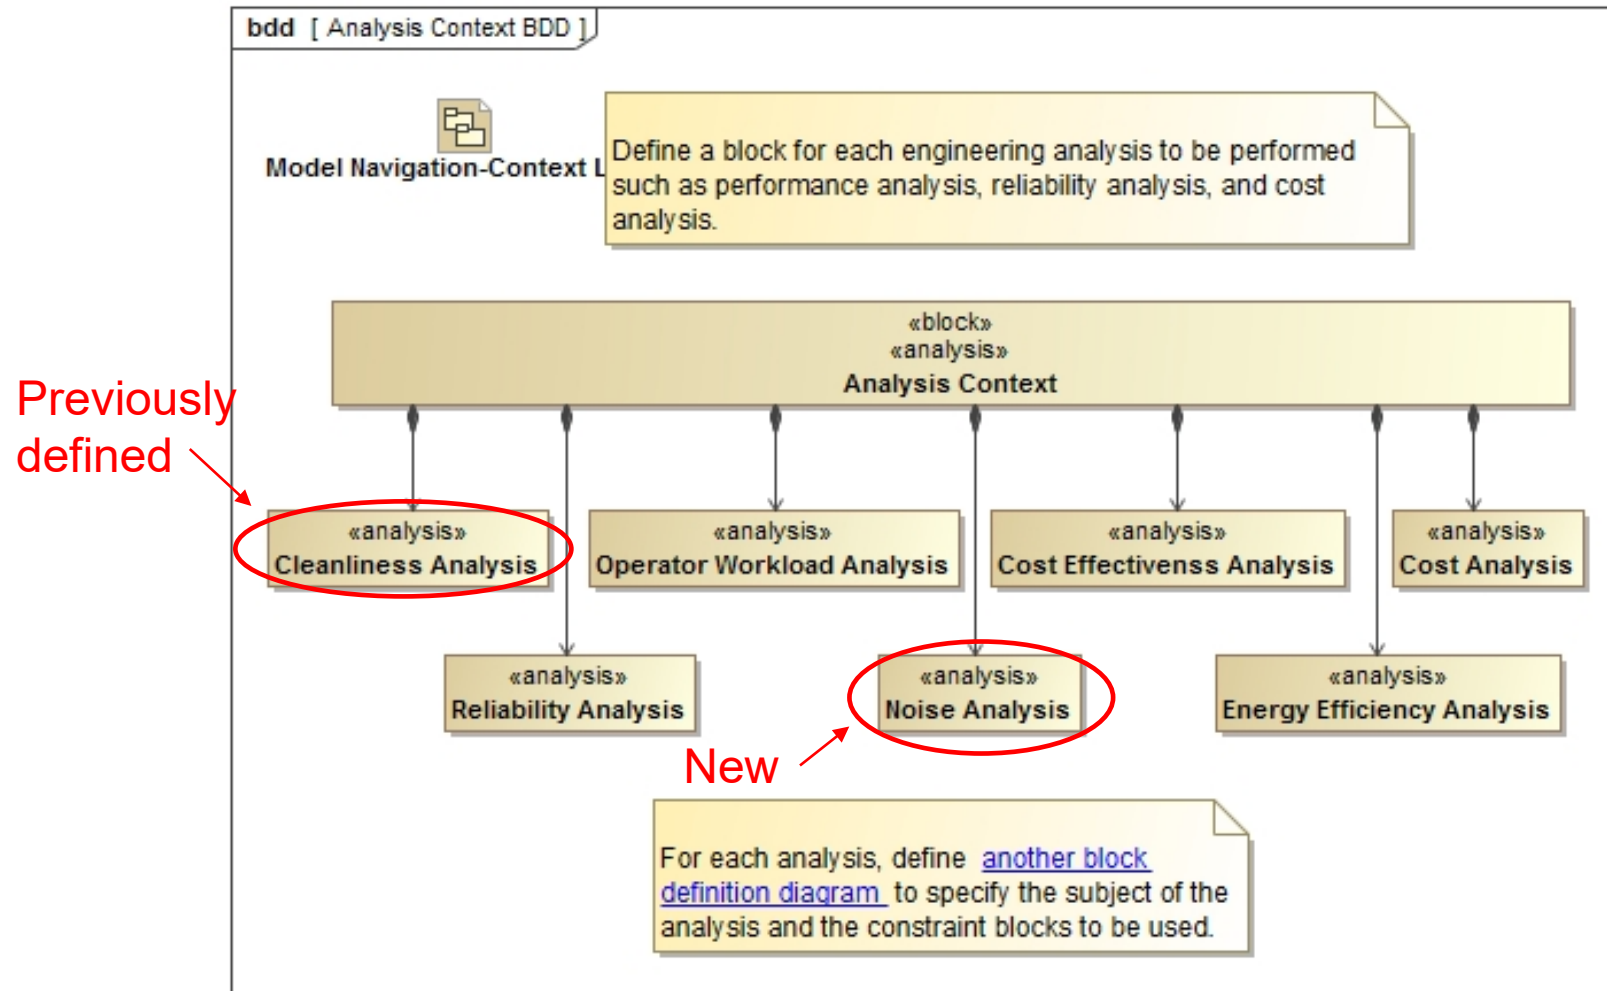 bdd [ Analysis Context BDD ]
Model Navigation-Context L
Define a block for each engineering analysis to be performed
such as performance analysis, reliability analysis, and cost
analysis.
«block»
«analysis»
Analysis Context
Previously
defined
«analysis»
Cleanliness Analysis
«analysis»
Operator Workload Analysis
«analysis»
Cost Effectivenss Analysis
«analysis»
Cost Analysis
«analysis»
Reliability Analysis
«analysis»
Noise Analysis
«analysis»
Energy Efficiency Analysis
New
For each analysis, define another block
definition diagram to specify the subject of the
analysis and the constraint blocks to be used.